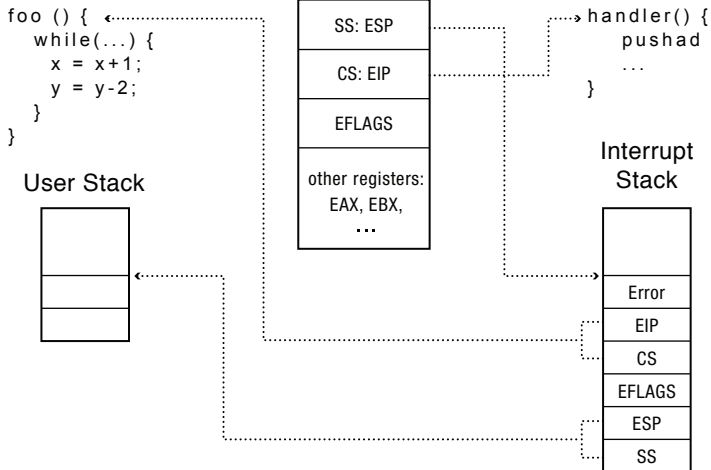 foo () {
while(...) {
x = x+1;
y = y-2;
}
}
User Stack
SS: ESP
CS: EIP
EFLAGS
other registers:
EAX, EBX,
...
handler() {
pushad
...
}
Interrupt
Stack
Error
EIP
CS
EFLAGS
ESP
SS